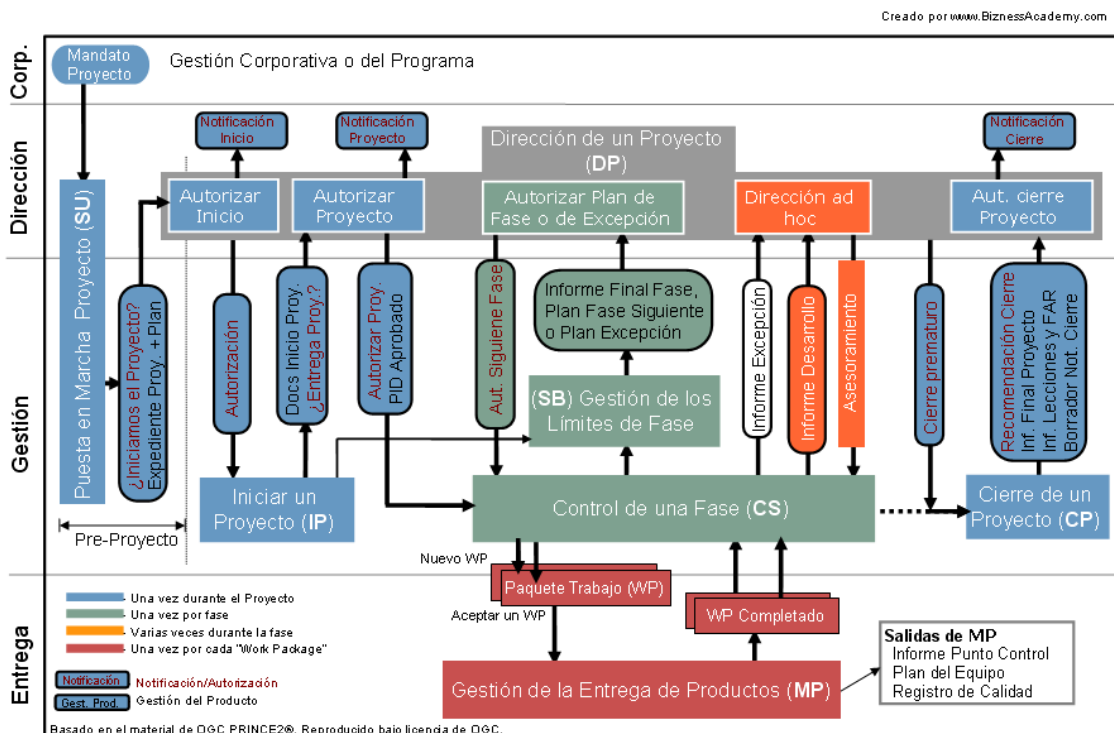 Creado por www.BiznessAcademy.com
Corp.
Mandato
Proyecto
Gestión Corporativa o del Programa
Dirección
Notificación
Inicio
Notificación
Proyecto
Dirección de un Proyecto
(DP)
Notificación
Cierre
Autorizar
Inicio
Autorizar
Proyecto
Autorizar Plan de
Fase o de Excepción
Dirección ad
hoc
Aut. cierre
Proyecto
Gestión
Puesta en Marcha Proyecto (SU)
¿Iniciamos el Proyecto?
Expediente Proy. + Plan
Autorización
Docs Inicio Proy.
¿Entrega Proy.?
Autorizar Proy.
PID Aprobado
Aut. Siguiene Fase
Informe Final Fase,
Plan Fase Siguiente
o Plan Excepción
Informe Excepción
Informe Desarrollo
Asesoramiento
Cierre prematuro
Recomendación Cierre
Inf. Final Proyecto
Inf. Lecciones y FAR
Borrador Not. Cierre
(SB) Gestión de los
Límites de Fase
Iniciar un
Proyecto (IP)
Control de una Fase (CS)
Cierre de un
Proyecto (CP)
Pre-Proyecto
Entrega
Nuevo WP
Paquete Trabajo (WP)
Aceptar un WP
WP Completado
- Una vez durante el Proyecto
- Una vez por fase
- Varias veces durante la fase
- Una vez por cada "Work Package"
Notificación
Notificación/Autorización
Gest. Prod.
Gestión del Producto
Gestión de la Entrega de Productos (MP)
Salidas de MP
Informe Punto Control
Plan del Equipo
Registro de Calidad
Basado en el material de OGC PRINCE2®. Reproducido bajo licencia de OGC.